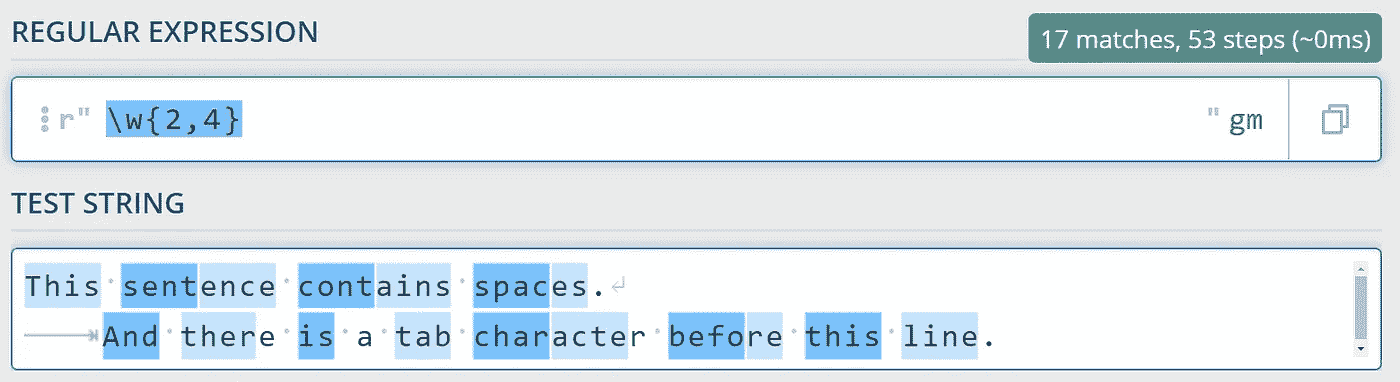 REGULAR EXPRESSION
17 matches, 53 steps (~0ms)
r" \w{2,4} " gm
TEST STRING
This sentence contains spaces.
And there is a tab character before this line.